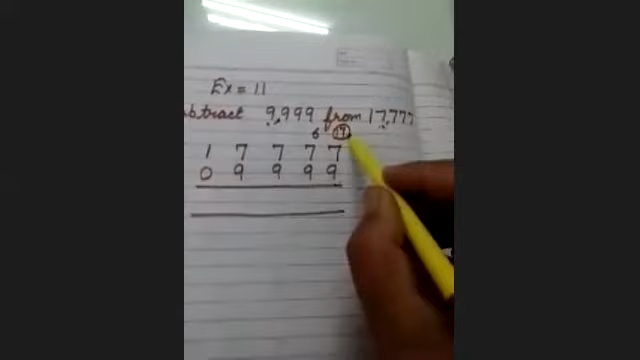 Ex = 11
subtract 9,999 from 17,777
6 17
1 7 7 7 7
0 9 9 9 9